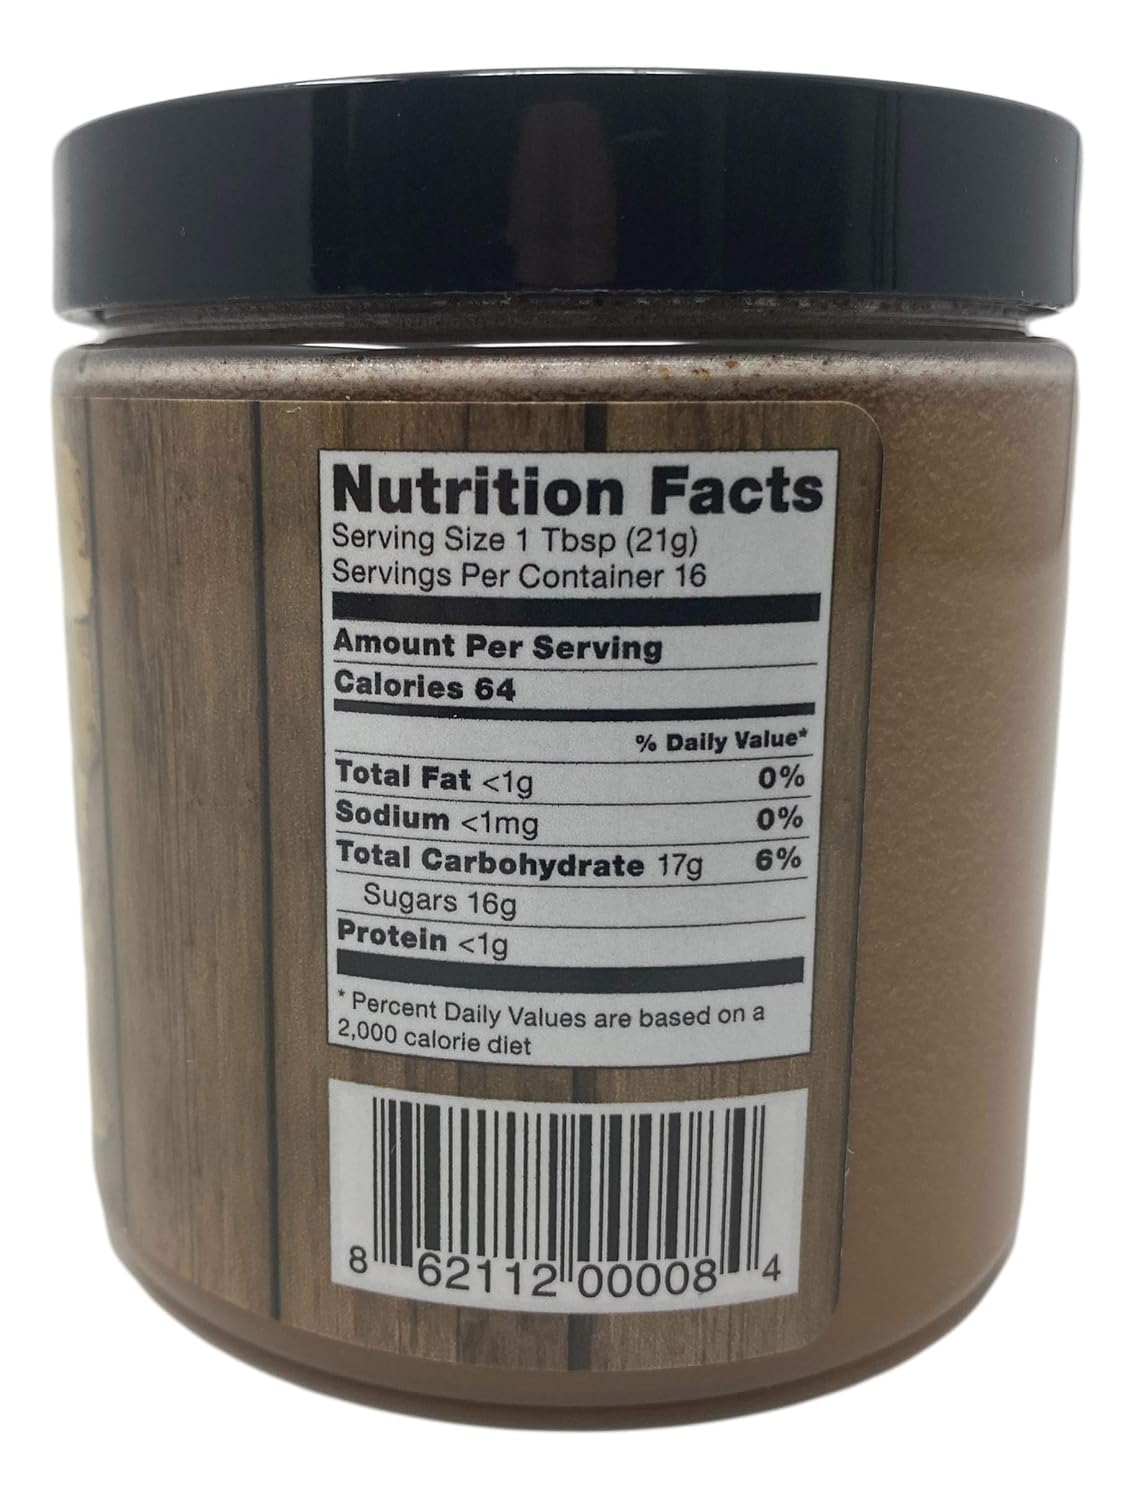 Nutrition Facts
Serving Size 1 Tbsp (21g)
Servings Per Container 16
Amount Per Serving
Calories 64
% Daily Value*
Total Fat <1g 0%
Sodium <1mg 0%
Total Carbohydrate 17g 6%
Sugars 16g
Protein <1g
* Percent Daily Values are based on a
2,000 calorie diet
8 62112 00008 4